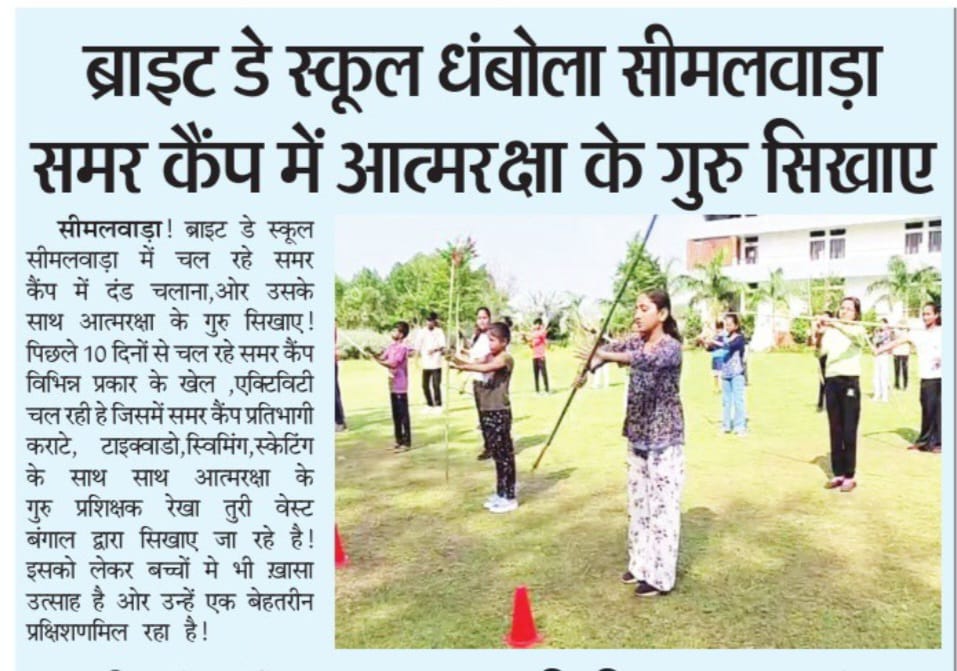 ब्राइट डे स्कूल धंबोला सीमलवाड़ा
समर कैंप में आत्मरक्षा के गुरु सिखाए
सीमलवाड़ा! ब्राइट डे स्कूल
सीमलवाड़ा में चल रहे समर
कैंप में दंड चलाना,ओर उसके
साथ आत्मरक्षा के गुरु सिखाए!
पिछले 10 दिनों से चल रहे समर कैंप
विभिन्न प्रकार के खेल ,एक्टिविटी
चल रही हे जिसमें समर कैंप प्रतिभागी
कराटे, टाइक्वाडो,स्विमिंग,स्केटिंग
के साथ साथ आत्मरक्षा के
गुरु प्रशिक्षक रेखा तुरी वेस्ट
बंगाल द्वारा सिखाए जा रहे है!
इसको लेकर बच्चों मे भी ख़ासा
उत्साह है ओर उन्हें एक बेहतरीन
प्रक्षिशणमिल रहा है!